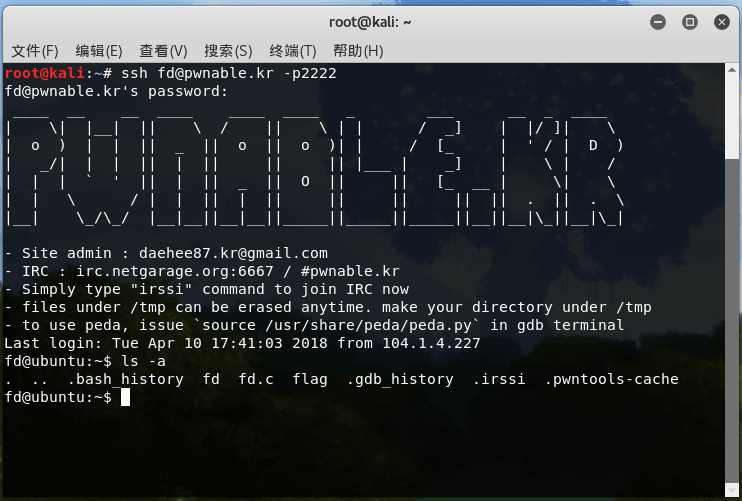 root@kali: ~
文件(F) 编辑(E) 查看(V) 搜索(S) 终端(T) 帮助(H)
root@kali:~# ssh fd@pwnable.kr -p2222
fd@pwnable.kr's password:
PWNABLE.KR
- Site admin : daehee87.kr@gmail.com
- IRC : irc.netgarage.org:6667 / #pwnable.kr
- Simply type "irssi" command to join IRC now
- files under /tmp can be erased anytime. make your directory under /tmp
- to use peda, issue `source /usr/share/peda/peda.py` in gdb terminal
Last login: Tue Apr 10 17:41:03 2018 from 104.1.4.227
fd@ubuntu:~$ ls -a
.  ..  .bash_history  fd  fd.c  flag  .gdb_history  .irssi  .pwntools-cache
fd@ubuntu:~$